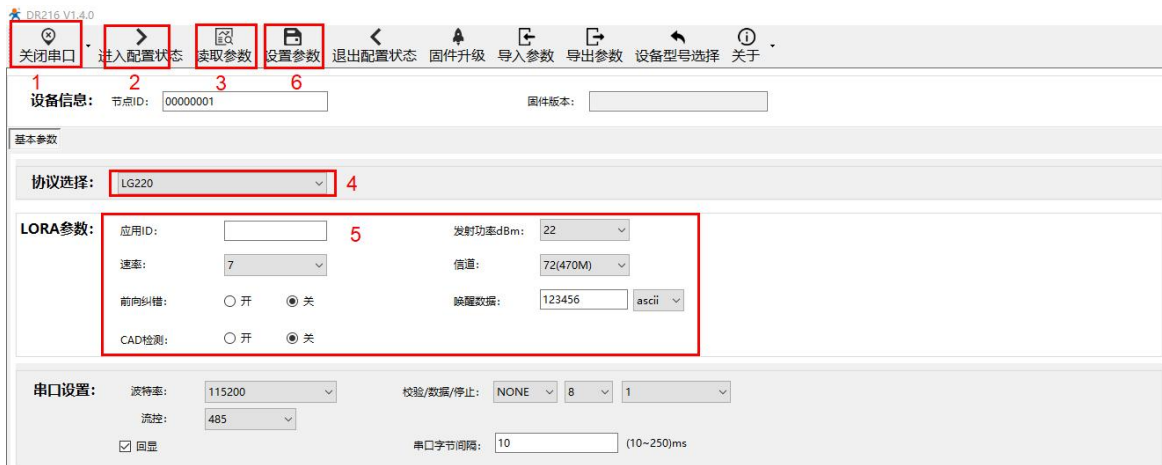 DR216 V1.4.0
关闭串口 进入配置状态 读取参数 设置参数 退出配置状态 固件升级 导入参数 导出参数 设备型号选择 关于
1 2 3 6
设备信息: 节点ID: 00000001 固件版本:
基本参数
协议选择: LG220 4
LORA参数: 应用ID: 5 发射功率dBm: 22
速率: 7 信道: 72(470M)
前向纠错: 开 关 唤醒数据: 123456 ascii
CAD检测: 开 关
串口设置: 波特率: 115200 校验/数据/停止: NONE 8 1
流控: 485
回显 串口字节间隔: 10 (10~250)ms